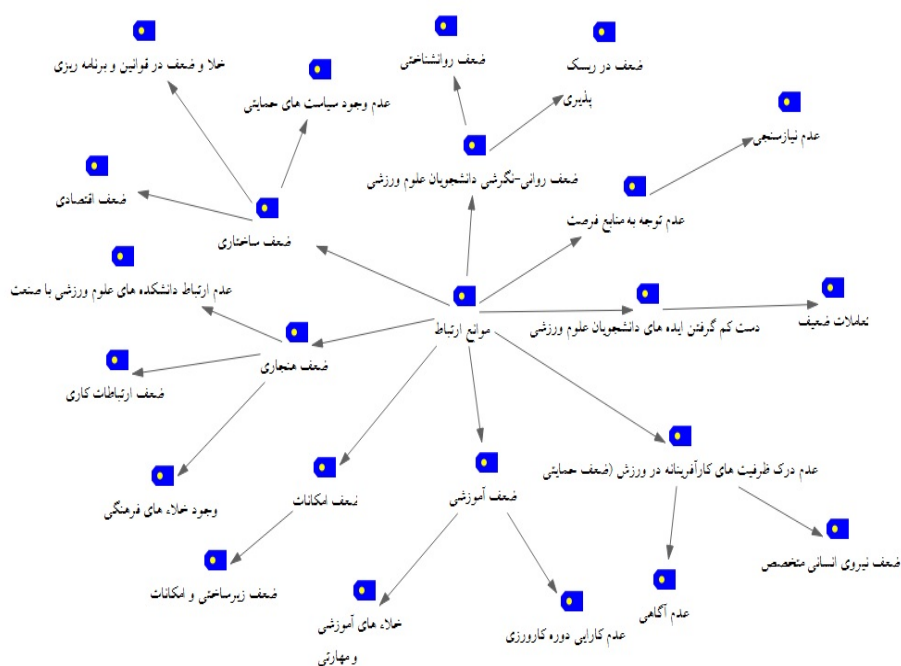 خلا و ضعف در قوانین و برنامه ریزی
عدم وجود سیاست های حمایتی
ضعف روانشناختی
ضعف در ریسک
پذیری
عدم نیازسنجی
ضعف اقتصادی
ضعف ساختاری
ضعف روانی-نگرشی دانشجویان علوم ورزشی
عدم توجه به منابع فرصت
عدم ارتباط دانشکده های علوم ورزشی با صنعت
موانع ارتباط
دست کم گرفتن ایده های دانشجویان علوم ورزشی
تعاملات ضعیف
ضعف هنجاری
ضعف ارتباطات کاری
وجود خلاء های فرهنگی
ضعف امکانات
ضعف آموزشی
عدم درک ظرفیت های کارآفرینانه در ورزش (ضعف حمایتی
ضعف زیرساختی و امکانات
خلاء های آموزشی
و مهارتی
عدم کارایی دوره کارورزی
عدم آگاهی
ضعف نیروی انسانی متخصص